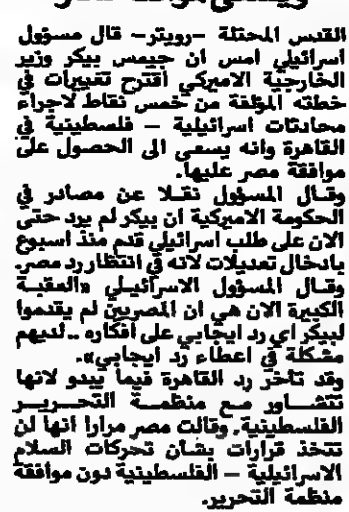 القدس المحتلة -رويتر- قال مسؤول
اسرائيلي امس ان جيمس بيكر وزير
الخارجية الاميركي اقترح تغييرات في
خطته المؤلفة من خمس نقاط لاجراء
محادثات اسرائيلية - فلسطينية في
القاهرة وانه يسعى الى الحصول على
موافقة مصر عليها.
وقال المسؤول نقلا عن مصادر في
الحكومة الاميركية ان بيكر لم يرد حتى
الان على طلب اسرائيلي قدم منذ اسبوع
بادخال تعديلات لانه في انتظار رد مصر.
وقال المسؤول الاسرائيلي «العقبة
الكبيرة الان هي ان المصريين لم يقدموا
لبيكر اي رد ايجابي على افكاره .. لديهم
مشكلة في اعطاء رد ايجابي».
وقد تأخر رد القاهرة فيما يبدو لانها
تتشاور مع منظمة التحرير
الفلسطينية. وقالت مصر مرارا انها لن
تتخذ قرارات بشأن تحركات السلام
الاسرائيلية - الفلسطينية دون موافقة
منظمة التحرير.